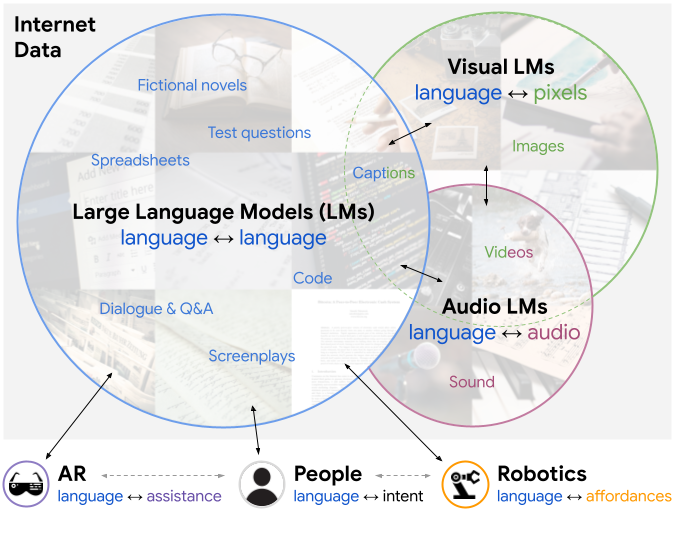 Internet
Data
Fictional novels
Test questions
Spreadsheets
Large Language Models (LMs)
language ↔ language
Code
Dialogue & Q&A
Screenplays
Visual LMs
language ↔ pixels
Images
Captions
Videos
Audio LMs
language ↔ audio
Sound
AR
language ↔ assistance
People
language ↔ intent
Robotics
language ↔ affordances